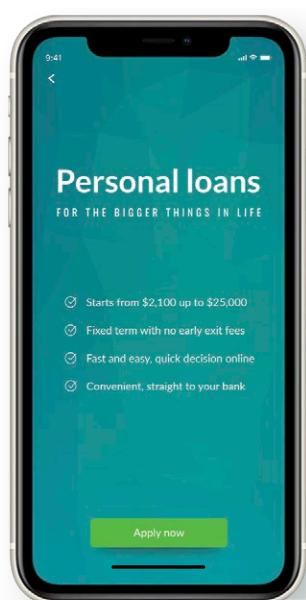 9:41
Personal loans
FOR THE BIGGER THINGS IN LIFE
Starts from $2,100 up to $25,000
Fixed term with no early exit fees
Fast and easy, quick decision online
Convenient, straight to your bank
Apply now